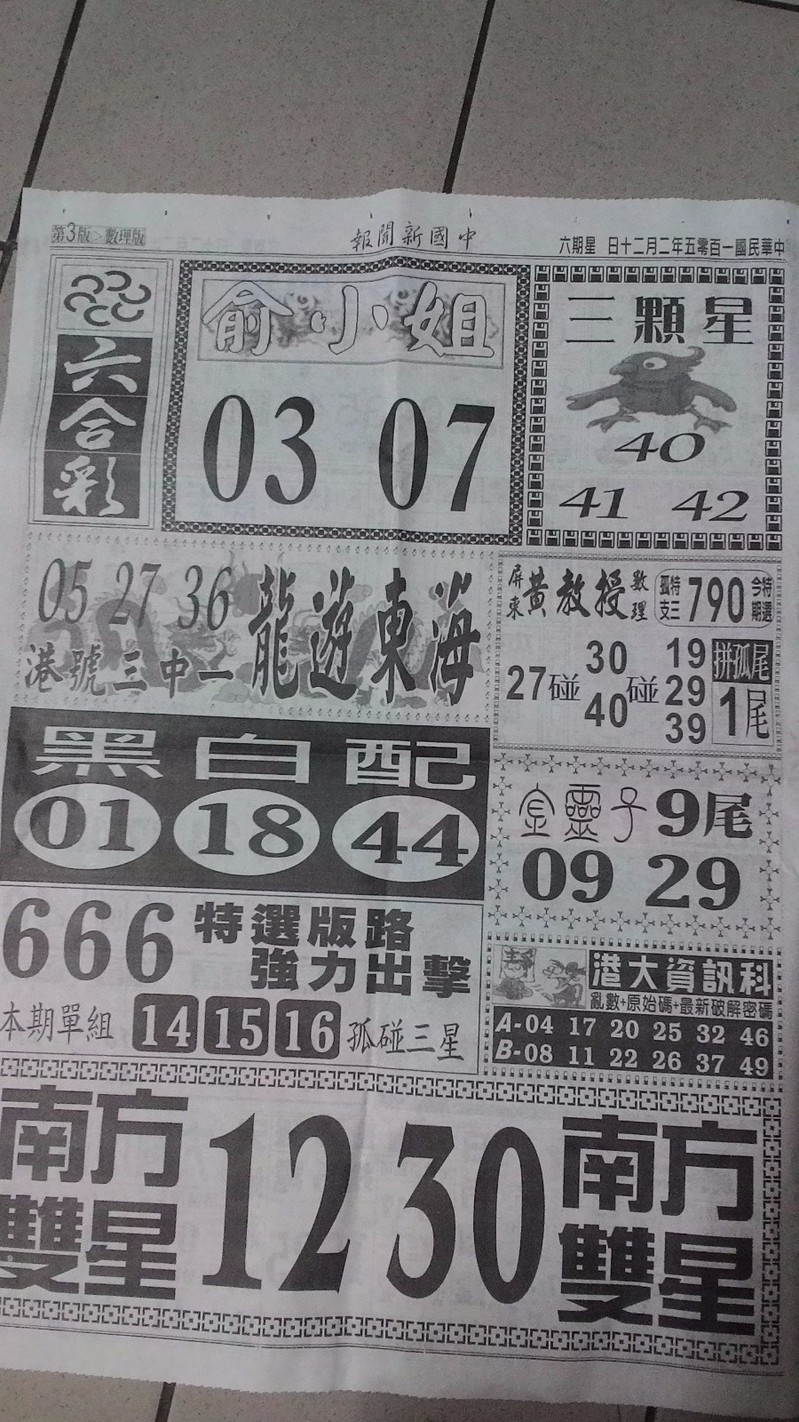 第3版▷數理版
中國新聞報
中華民國一百零五年二月二十日 星期六
六合彩
俞小姐
03 07
三顆星
40
41 42
05 27 36
港號三中一
龍遊東海
屏東黃教授數理
孤特支三 790 今期特選
27碰
30
40
碰
19
29
39
拼孤尾
1尾
黑白配
01 18 44
金靈子 9尾
09 29
666 特選版路
強力出擊
本期單組 14 15 16 孤碰三星
港大資訊科
亂數+原始碼+最新破解密碼
A-04 17 20 25 32 46
B-08 11 22 26 37 49
南方雙星
12 30
南方雙星